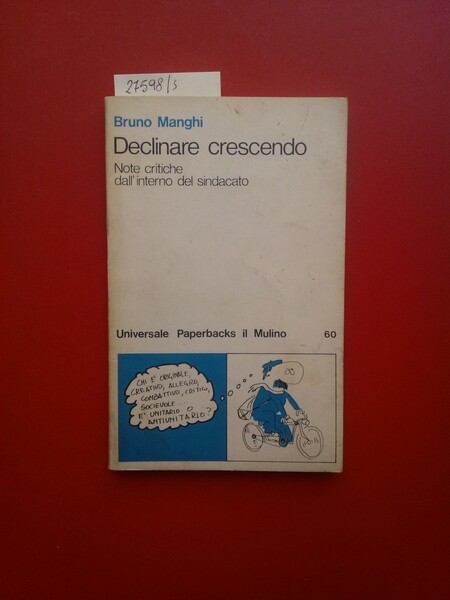 27598/s
Bruno Manghi
Declinare crescendo
Note critiche
dall'interno del sindacato
Universale Paperbacks il Mulino 60
CHI È ORIGINALE,
CREATIVO, ALLEGRO,
COMBATTIVO, CRITICO,
SOCIEVOLE...
E' UNITARIO O
ANTIUNITARIO?